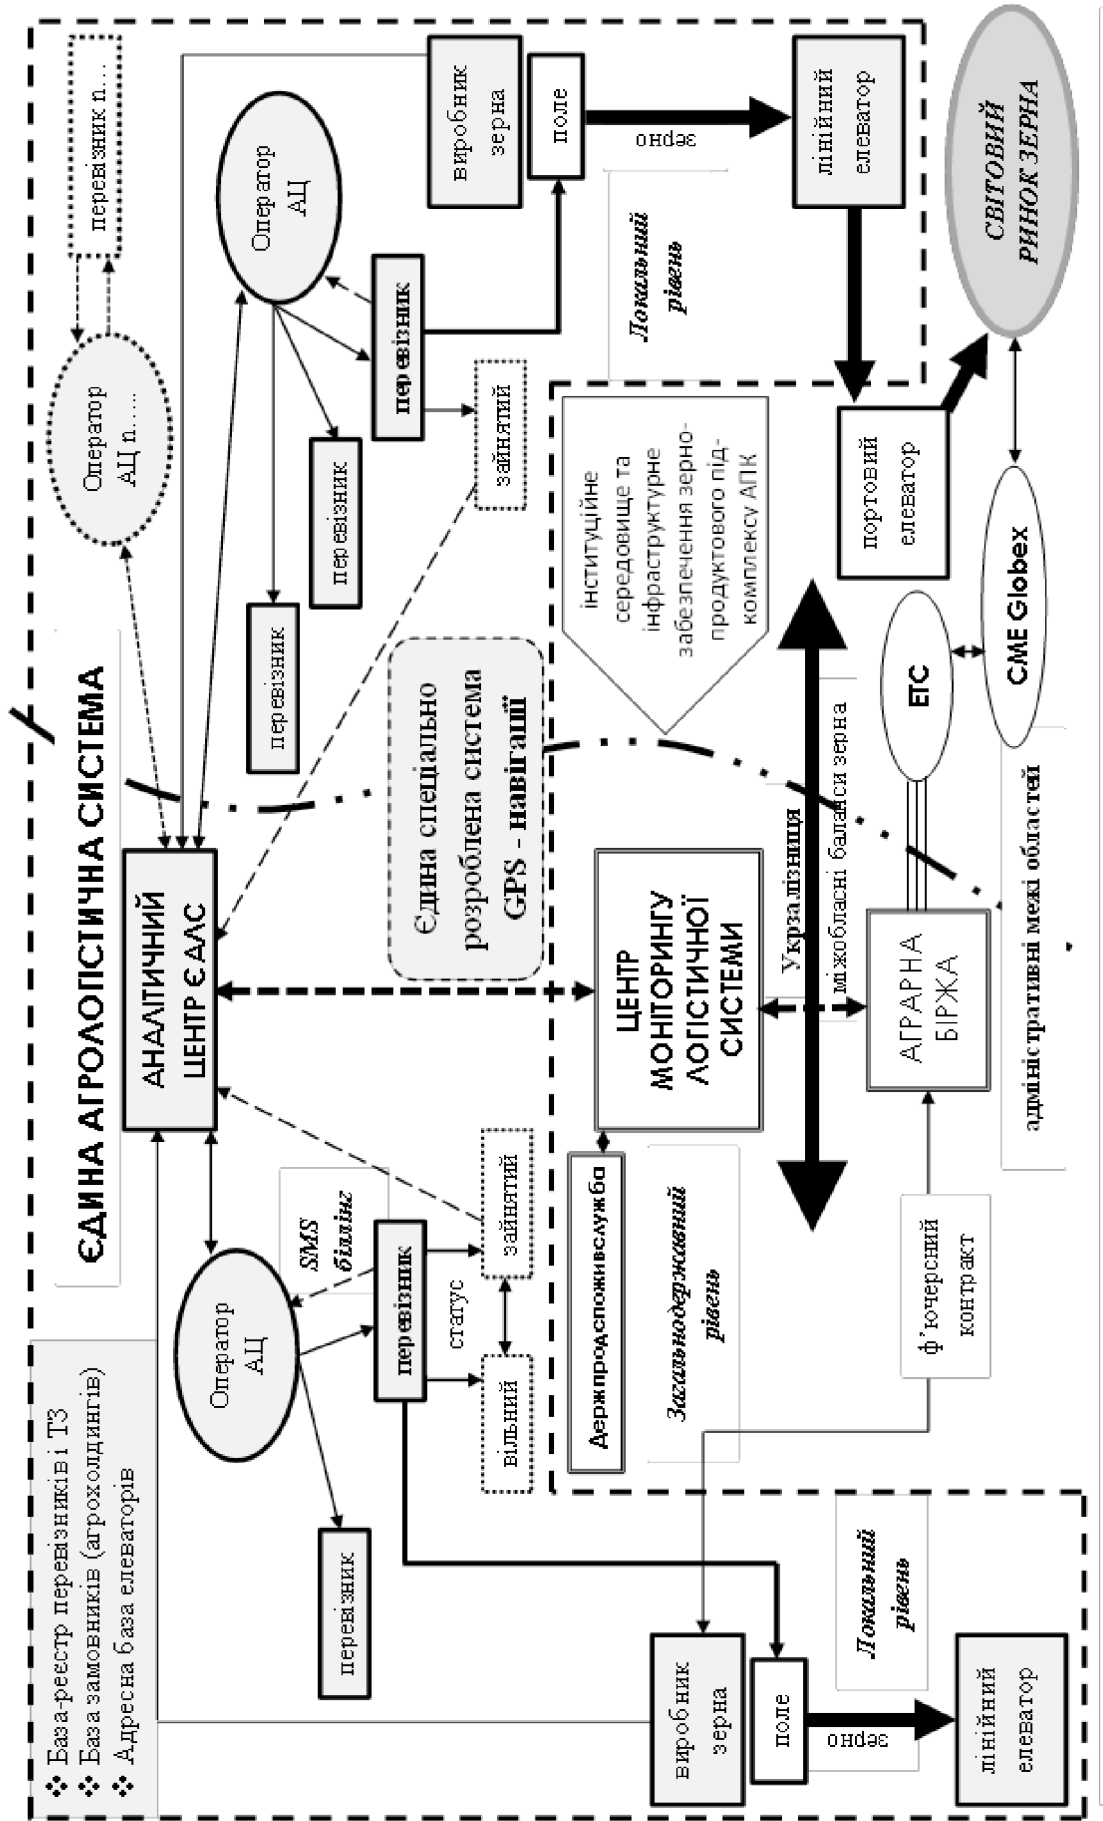 ЄДИНА АГРОЛОГІСТИЧНА СИСТЕМА
База-реєстр перевізників і ТЗ
База замовників (агрохолдингів)
Адресна база елеваторів
АНАЛІТИЧНИЙ
ЦЕНТР ЄАЛС
Оператор
АЦ n…..
перевізник n…
Оператор
АЦ
SMS
біллінг
перевізник
перевізник
статус
вільний
зайнятий
Оператор
АЦ
перевізник
перевізник
перевізник
зайнятий
виробник
зерна
поле
зерно
лінійний
елеватор
Локальний
рівень
Єдина спеціально
розроблена система
GPS - навігації
інституційне
середовище та
інфраструктурне
забезпечення зерно-
продуктового під-
комплексу АПК
Держпродспоживслужба
ЦЕНТР
МОНІТОРИНГУ
ЛОГІСТИЧНОЇ
СИСТЕМИ
Загальнодержавний
рівень
Укрзалізниця
міжобласні баланси зерна
АГРАРНА
БІРЖА
ЕТС
CME Globex
портовий
елеватор
СВІТОВИЙ
РИНОК ЗЕРНА
ф’ючерсний
контракт
адміністративні межі областей
виробник
зерна
поле
зерно
лінійний
елеватор
Локальний
рівень